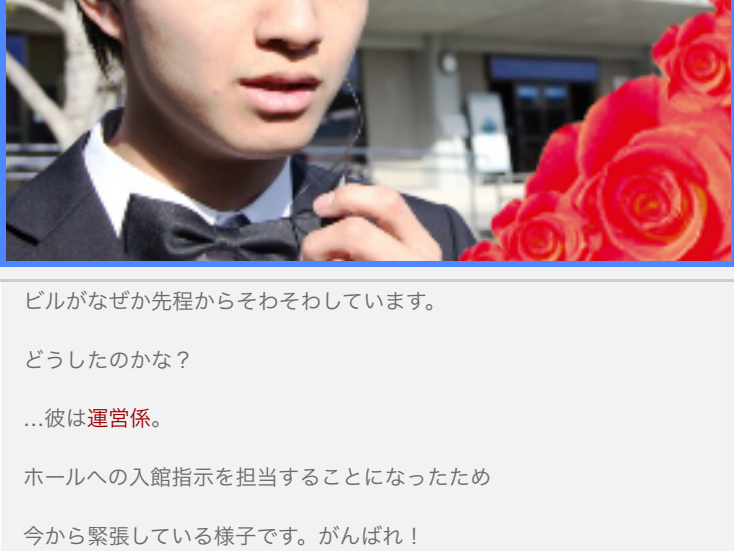 ビルがなぜか先程からそわそわしています。
どうしたのかな？
…彼は運営係。
ホールへの入館指示を担当することになったため
今から緊張している様子です。がんばれ！